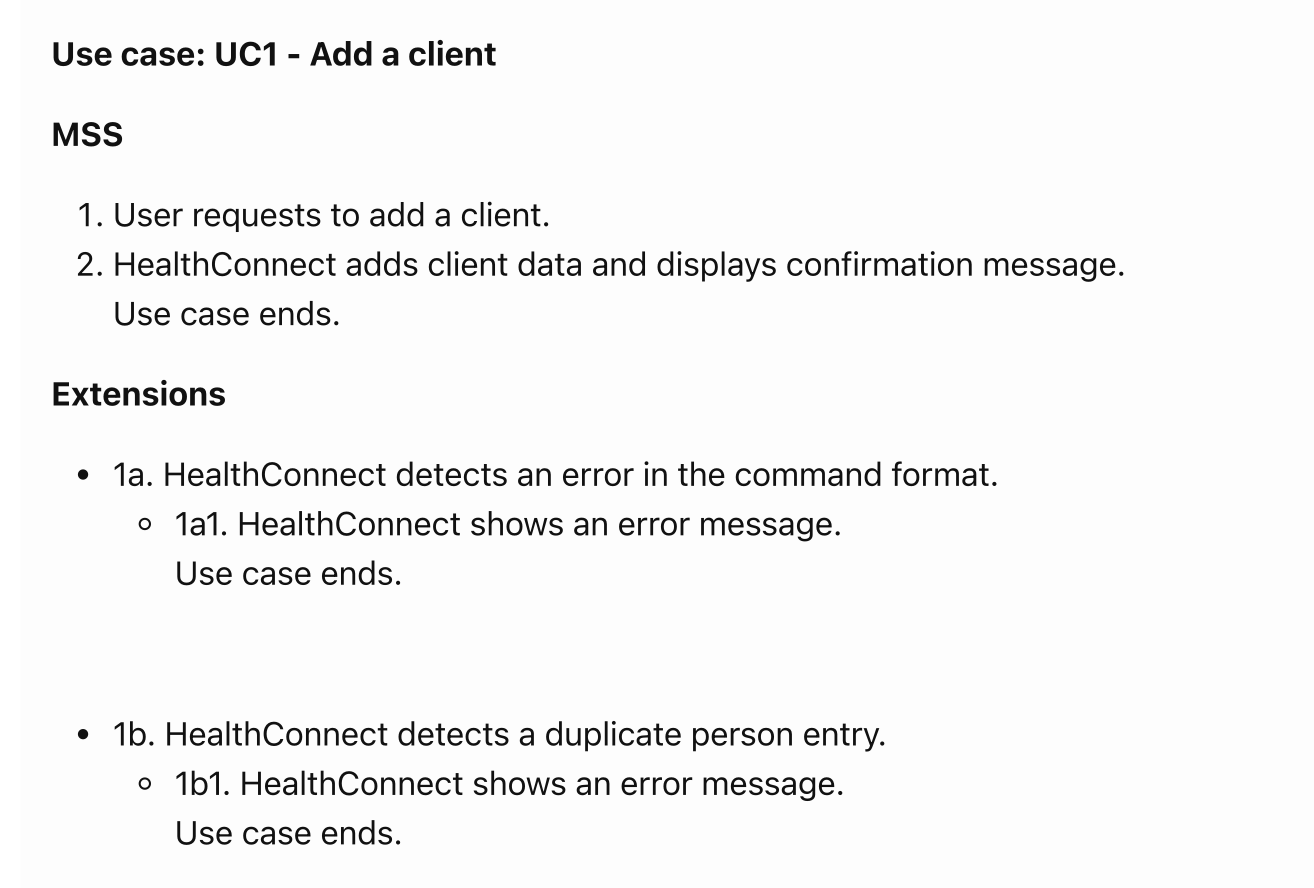 Use case: UC1 - Add a client
MSS
1. User requests to add a client.
2. HealthConnect adds client data and displays confirmation message.
Use case ends.
Extensions
• 1a. HealthConnect detects an error in the command format.
◦ 1a1. HealthConnect shows an error message.
Use case ends.
• 1b. HealthConnect detects a duplicate person entry.
◦ 1b1. HealthConnect shows an error message.
Use case ends.